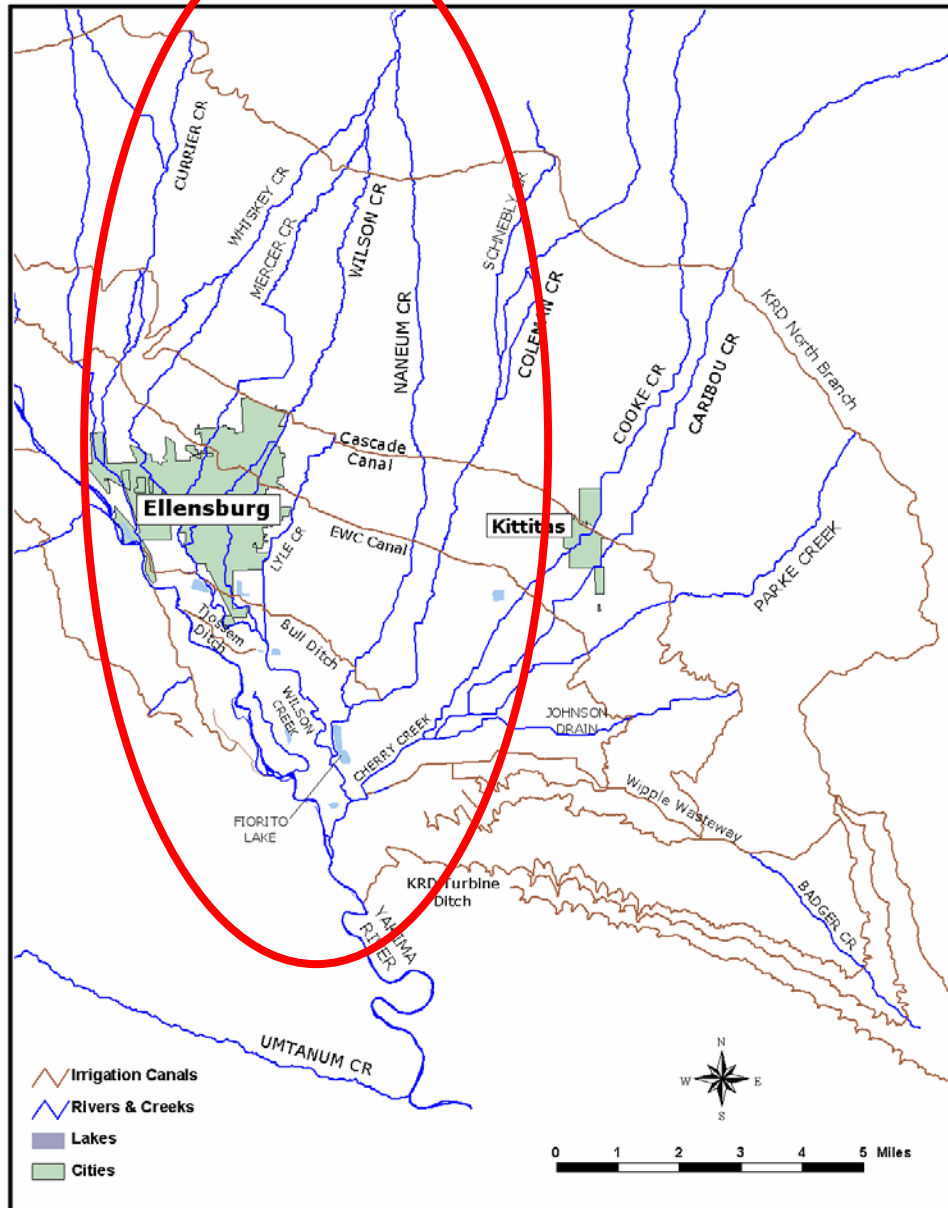 CURRIER CR
WHISKEY CR
MERCER CR
WILSON CR
NANEUM CR
SCHNEBLY CR
COLEMAN CR
COOKE CR
CARIBOU CR
KRD North Branch
Cascade
Canal
Ellensburg
Kittitas
EWC Canal
LYLE CR
PARKE CREEK
Tjossem
Ditch
Bull Ditch
WILSON
CREEK
CHERRY CREEK
JOHNSON
DRAIN
FIORITO
LAKE
Wipple Wasteway
KRD Turbine
Ditch
BADGER CR
YAKIMA
RIVER
UMTANUM CR
N
W
E
S
Irrigation Canals
Rivers & Creeks
Lakes
Cities
0 1 2 3 4 5 Miles